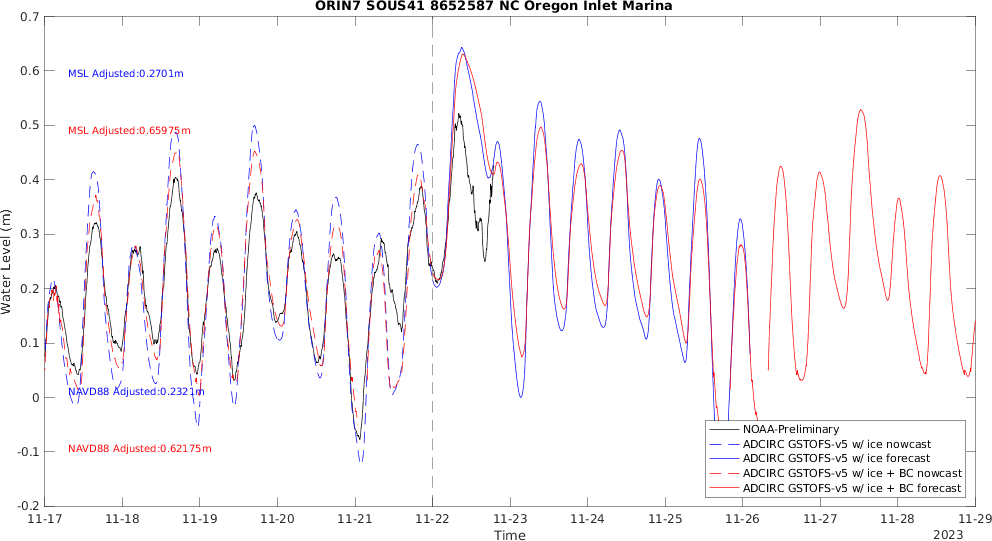 ORIN7 SOUS41 8652587 NC Oregon Inlet Marina
0.7
0.6
0.5
0.4
0.3
0.2
0.1
0
-0.1
-0.2
Water Level (m)
MSL Adjusted:0.2701m
MSL Adjusted:0.65975m
NAVD88 Adjusted:0.2321m
NAVD88 Adjusted:0.62175m
NOAA-Preliminary
ADCIRC GSTOFS-v5 w/ ice nowcast
ADCIRC GSTOFS-v5 w/ ice forecast
ADCIRC GSTOFS-v5 w/ ice + BC nowcast
ADCIRC GSTOFS-v5 w/ ice + BC forecast
11-17 11-18 11-19 11-20 11-21 11-22 11-23 11-24 11-25 11-26 11-27 11-28 11-29
Time
2023